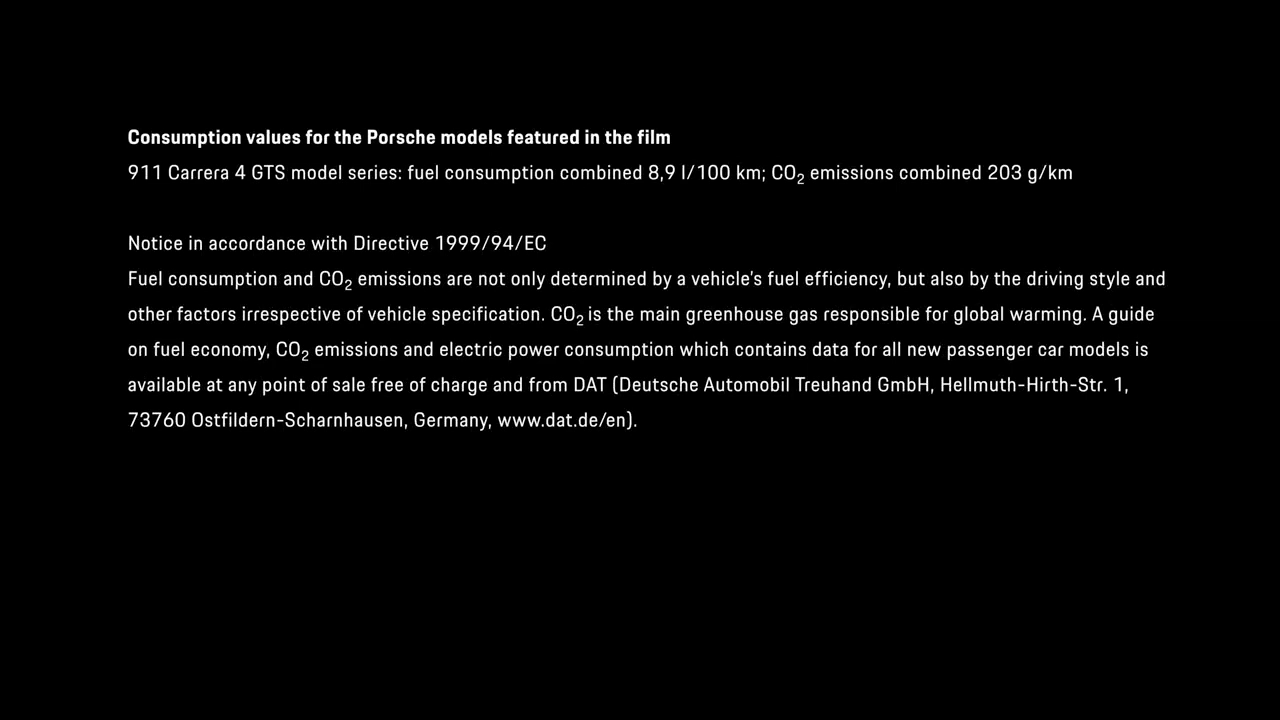 Consumption values for the Porsche models featured in the film
911 Carrera 4 GTS model series: fuel consumption combined 8,9 l/100 km; CO₂ emissions combined 203 g/km
Notice in accordance with Directive 1999/94/EC
Fuel consumption and CO₂ emissions are not only determined by a vehicle’s fuel efficiency, but also by the driving style and
other factors irrespective of vehicle specification. CO₂ is the main greenhouse gas responsible for global warming. A guide
on fuel economy, CO₂ emissions and electric power consumption which contains data for all new passenger car models is
available at any point of sale free of charge and from DAT (Deutsche Automobil Treuhand GmbH, Hellmuth-Hirth-Str. 1,
73760 Ostfildern-Scharnhausen, Germany, www.dat.de/en).